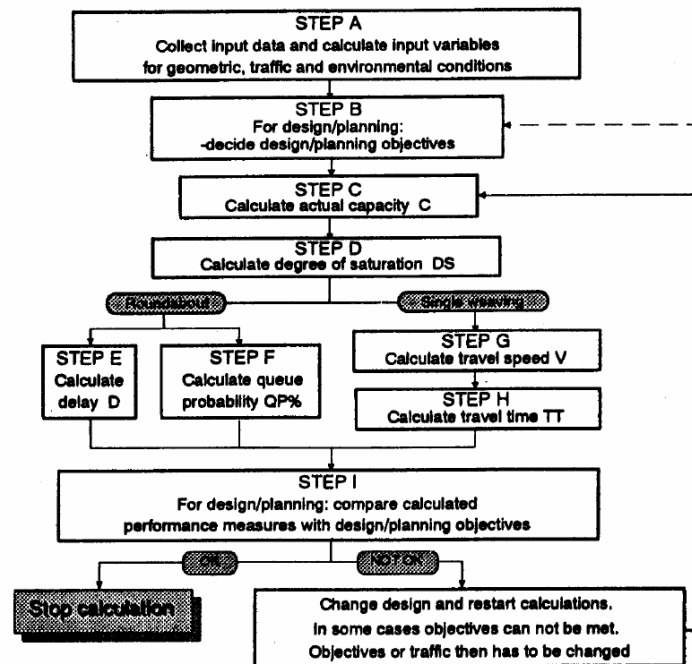 STEP A
Collect input data and calculate input variables
for geometric, traffic and environmental conditions
STEP B
For design/planning:
-decide design/planning objectives
STEP C
Calculate actual capacity C
STEP D
Calculate degree of saturation DS
Roundabout
Single weaving
STEP E
Calculate
delay D
STEP F
Calculate queue
probability QP%
STEP G
Calculate travel speed V
STEP H
Calculate travel time TT
STEP I
For design/planning: compare calculated
performance measures with design/planning objectives
OK
NOT OK
Stop calculation
Change design and restart calculations.
In some cases objectives can not be met.
Objectives or traffic then has to be changed